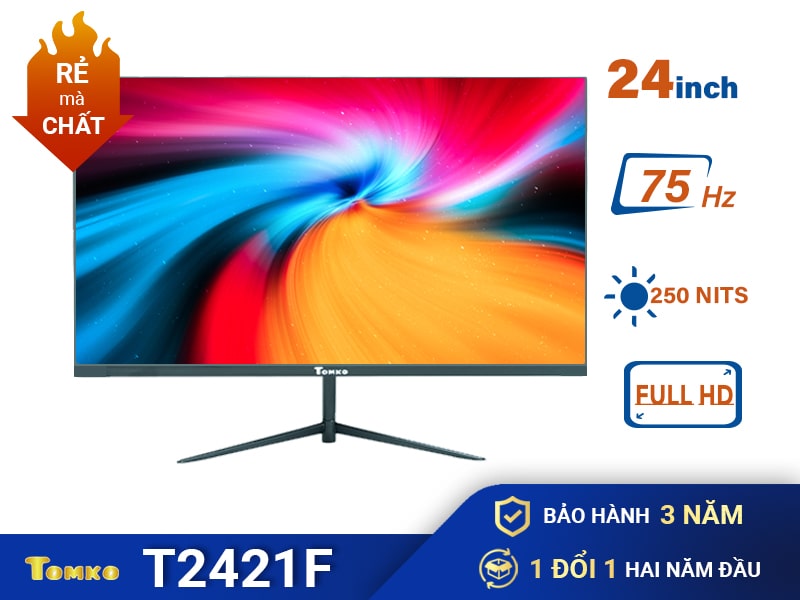 RẺ
mà
CHẤT
24inch
75 Hz
250 NITS
FULL HD
TOMKO
BẢO HÀNH 3 NĂM
1 ĐỔI 1 HAI NĂM ĐẦU
TOMKO T2421F